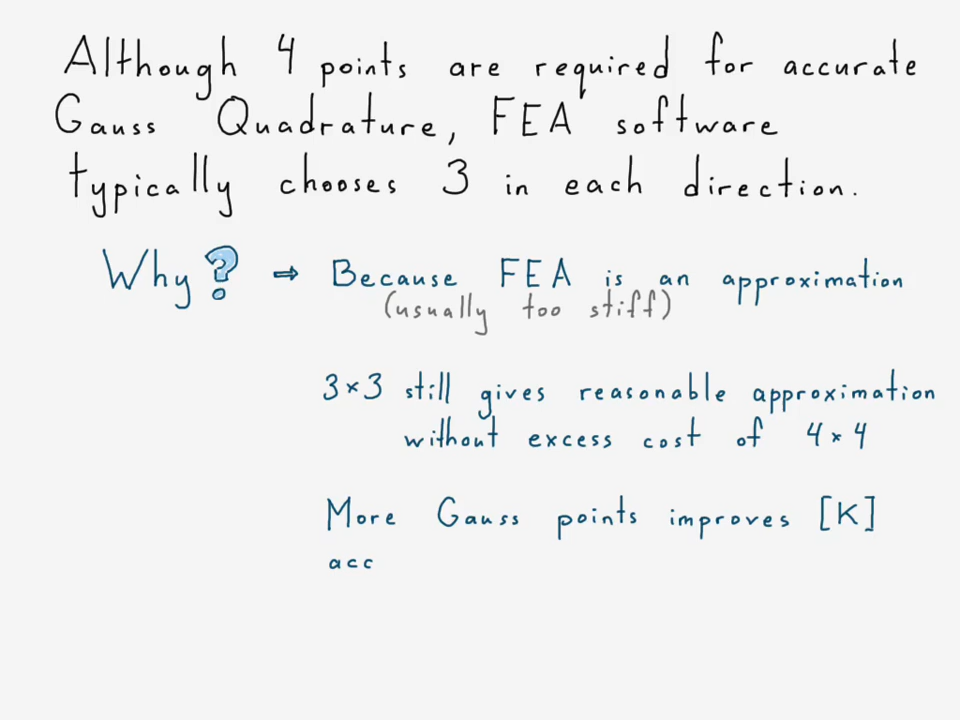 Although 4 points are required for accurate
Gauss Quadrature, FEA software
typically chooses 3 in each direction.
Why? ⇒ Because FEA is an approximation
(usually too stiff)
3×3 still gives reasonable approximation
without excess cost of 4×4
More Gauss points improves [K]
acc